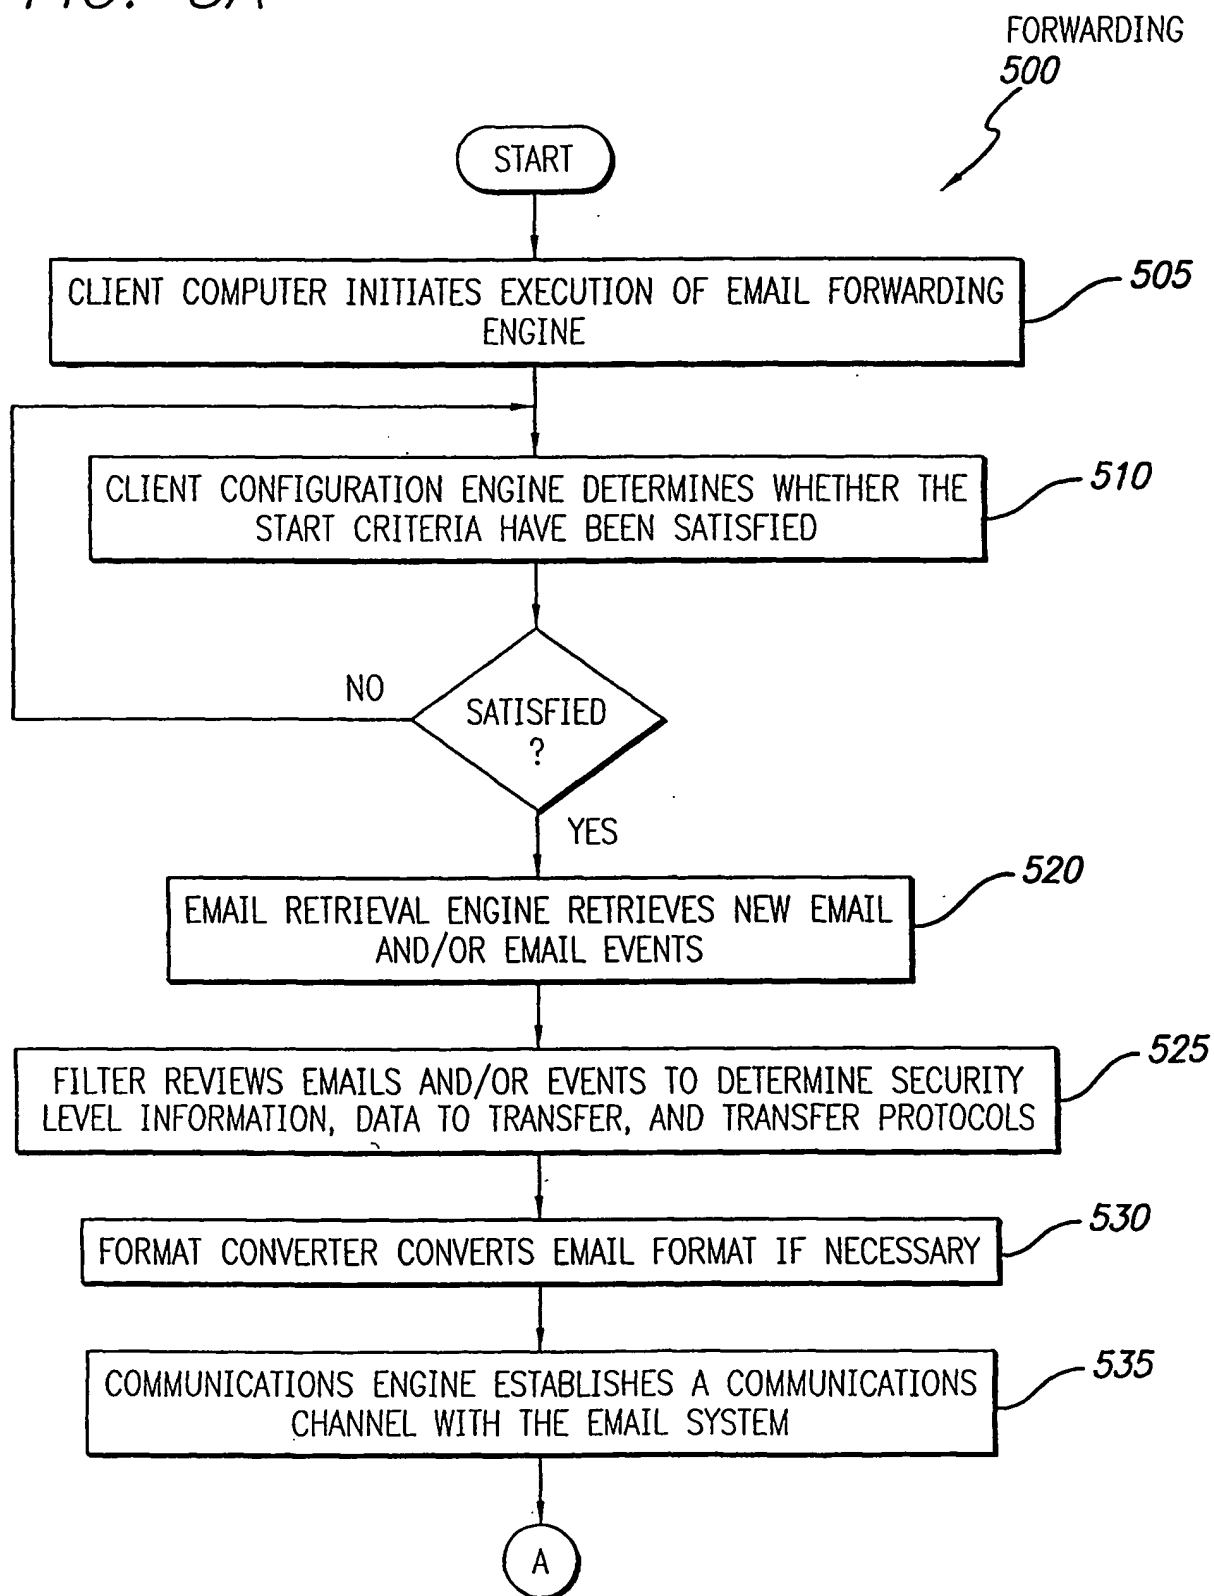 FORWARDING
500
START
CLIENT COMPUTER INITIATES EXECUTION OF EMAIL FORWARDING
ENGINE
505
CLIENT CONFIGURATION ENGINE DETERMINES WHETHER THE
START CRITERIA HAVE BEEN SATISFIED
510
NO
SATISFIED
?
YES
EMAIL RETRIEVAL ENGINE RETRIEVES NEW EMAIL
AND/OR EMAIL EVENTS
520
FILTER REVIEWS EMAILS AND/OR EVENTS TO DETERMINE SECURITY
LEVEL INFORMATION, DATA TO TRANSFER, AND TRANSFER PROTOCOLS
525
FORMAT CONVERTER CONVERTS EMAIL FORMAT IF NECESSARY
530
COMMUNICATIONS ENGINE ESTABLISHES A COMMUNICATIONS
CHANNEL WITH THE EMAIL SYSTEM
535
A